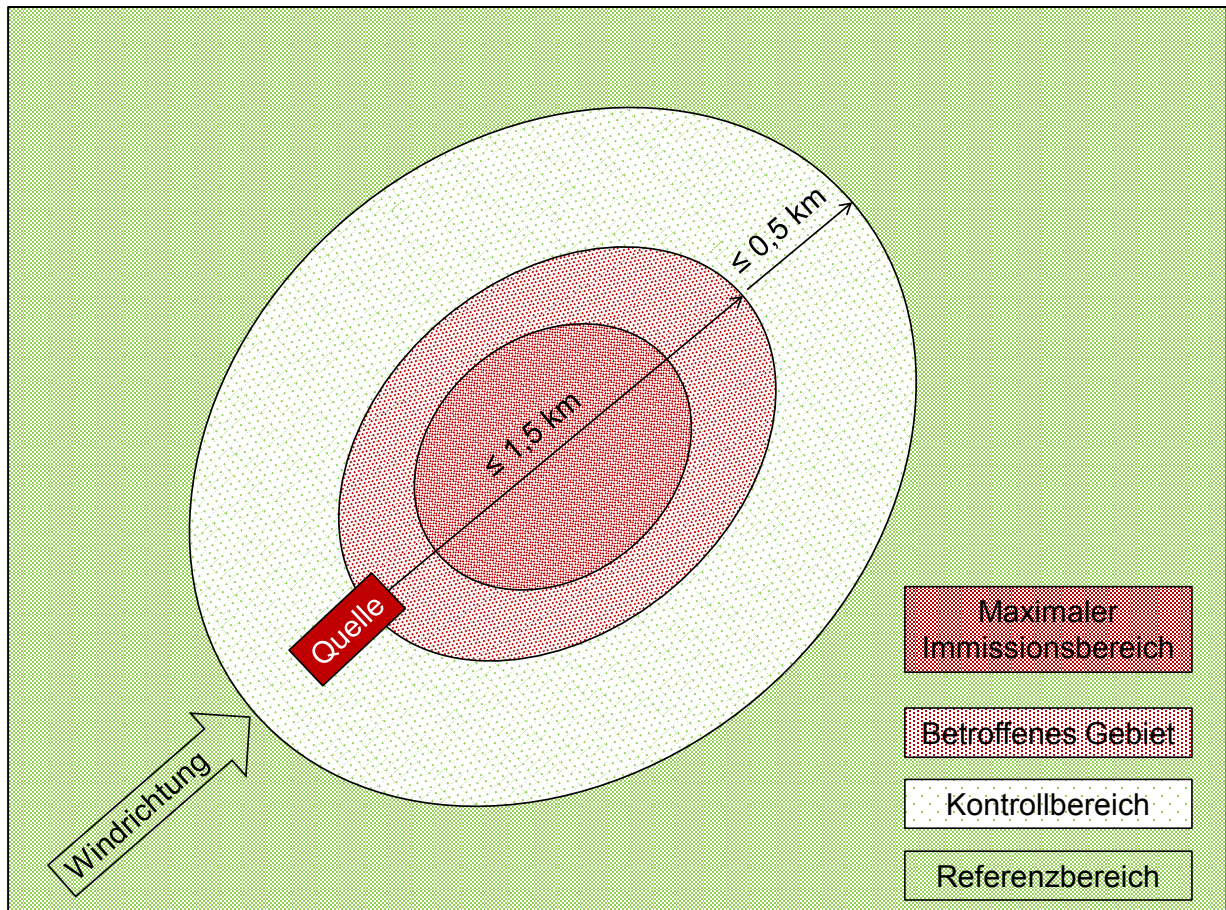 ≤ 0,5 km
≤ 1,5 km
Quelle
Windrichtung
Maximaler
Immissionsbereich
Betroffenes Gebiet
Kontrollbereich
Referenzbereich